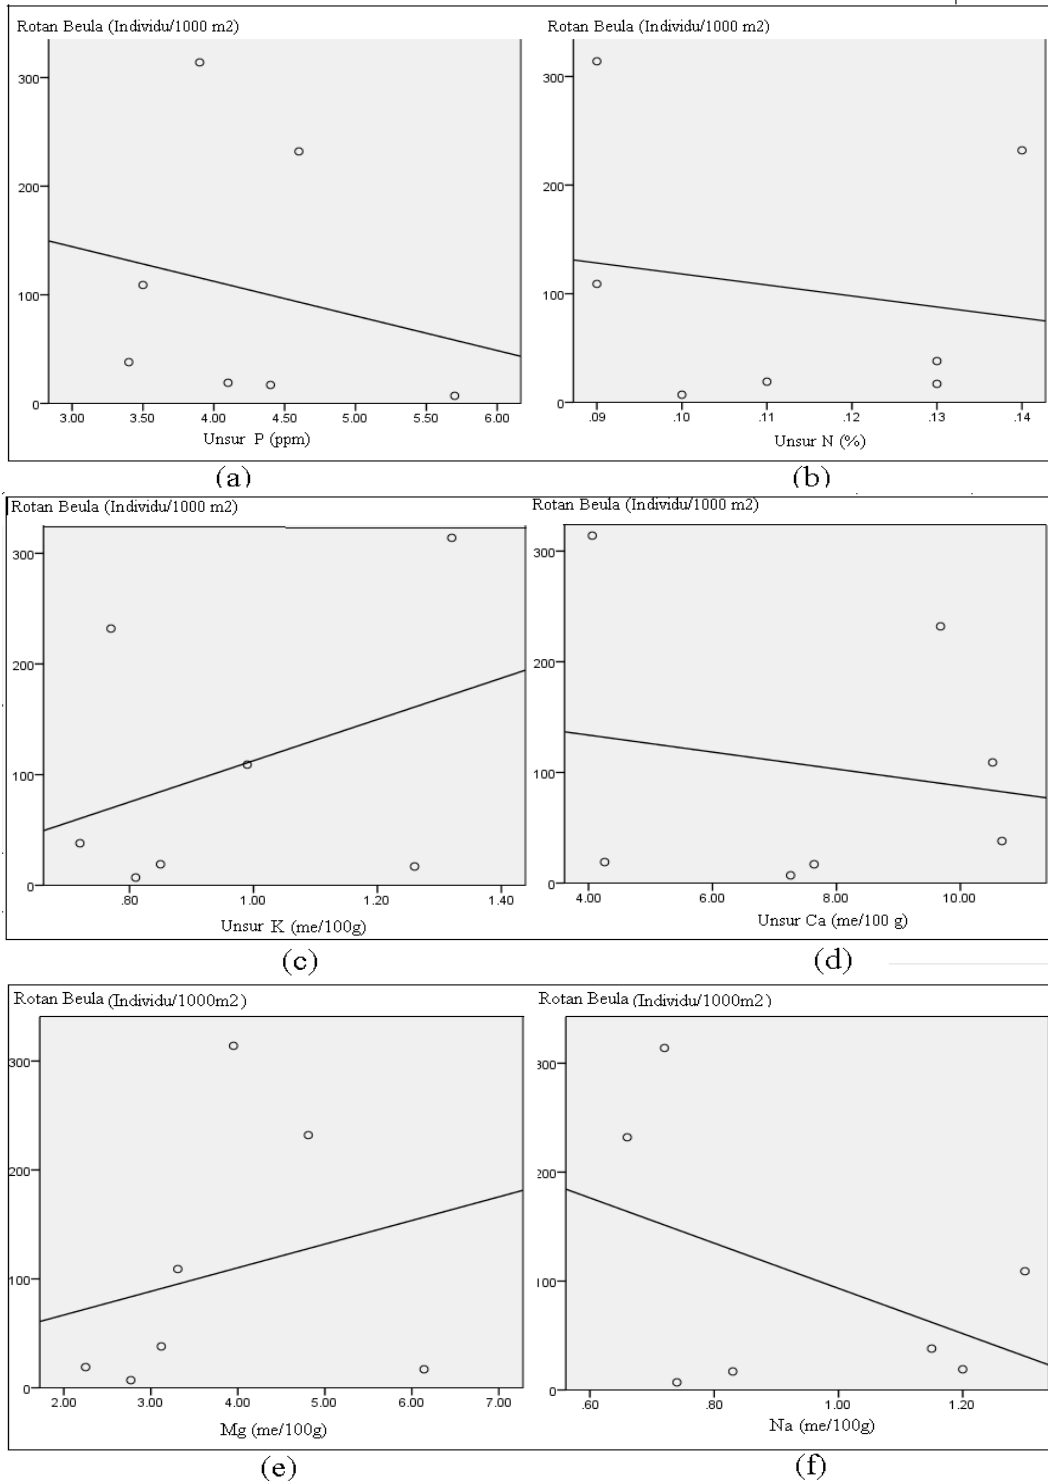 Rotan Beula (Individu/1000 m2)
300
200
100
0
3.00 3.50 4.00 4.50 5.00 5.50 6.00
Unsur P (ppm)
(a)
Rotan Beula (Individu/1000 m2)
300
200
100
0
.09 .10 .11 .12 .13 .14
Unsur N (%)
(b)
Rotan Beula (Individu/1000 m2)
300
200
100
0
.80 1.00 1.20 1.40
Unsur K (me/100g)
(c)
Rotan Beula (Individu/1000 m2)
300
200
100
0
4.00 6.00 8.00 10.00
Unsur Ca (me/100 g)
(d)
Rotan Beula (Individu/1000m2)
300
200
100
0
2.00 3.00 4.00 5.00 6.00 7.00
Mg (me/100g)
(e)
Rotan Beula (Individu/1000m2)
300
200
100
0
.60 .80 1.00 1.20
Na (me/100g)
(f)